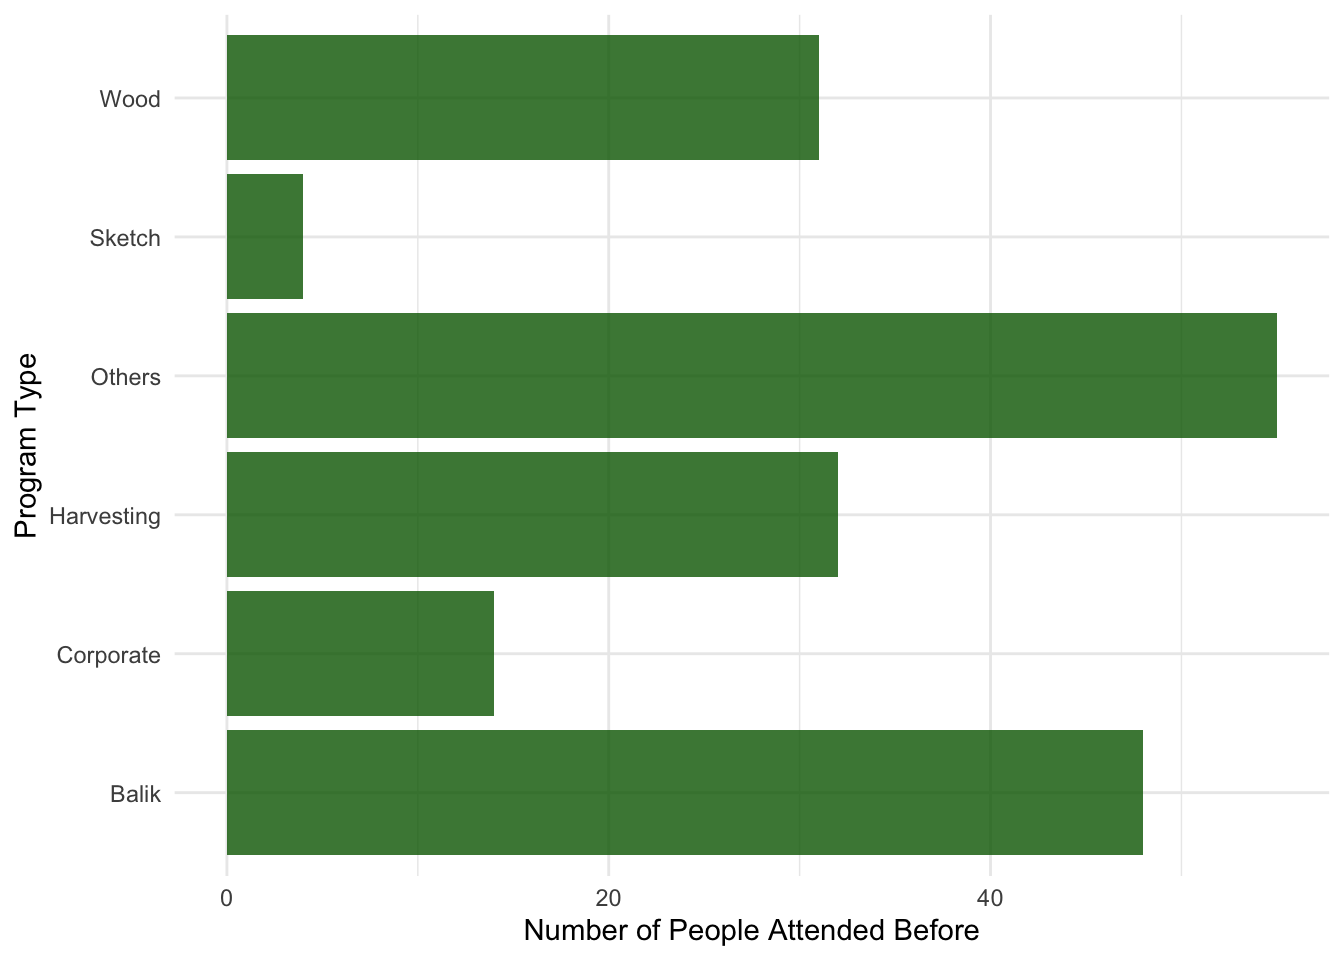 Wood
Sketch
Others
Harvesting
Corporate
Balik
Program Type
0 20 40
Number of People Attended Before